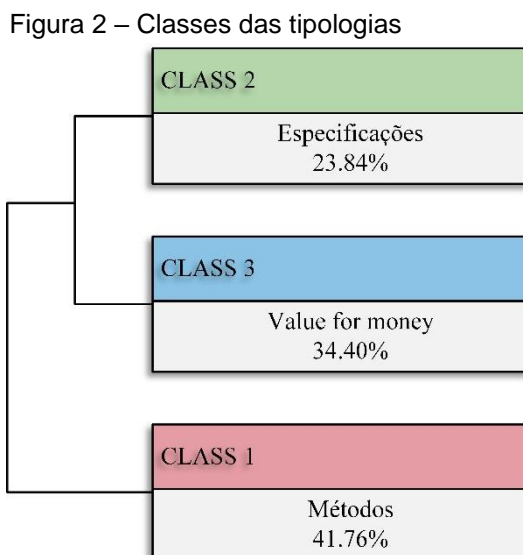 Figura 2 – Classes das tipologias
CLASS 2
Especificações
23.84%
CLASS 3
Value for money
34.40%
CLASS 1
Métodos
41.76%